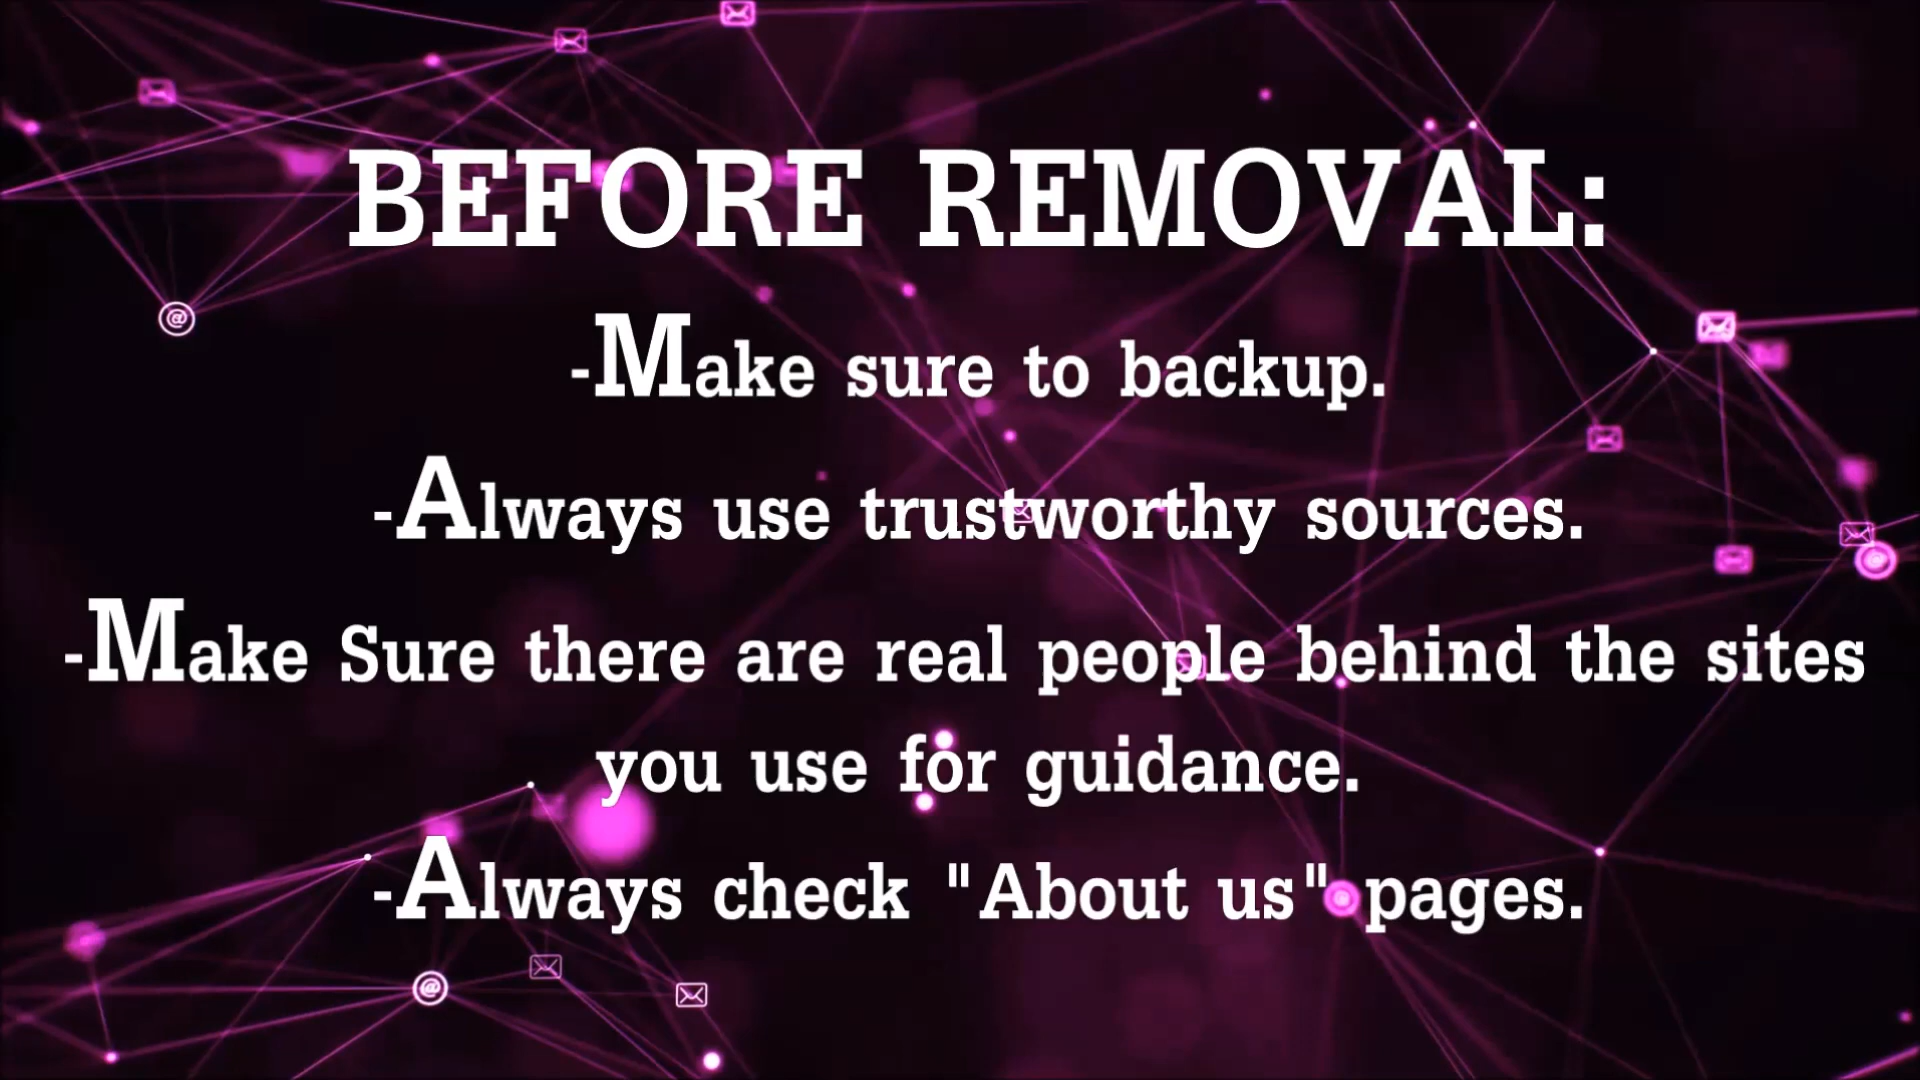 BEFORE REMOVAL:
-Make sure to backup.
-Always use trustworthy sources.
-Make Sure there are real people behind the sites
you use for guidance.
-Always check "About us" pages.